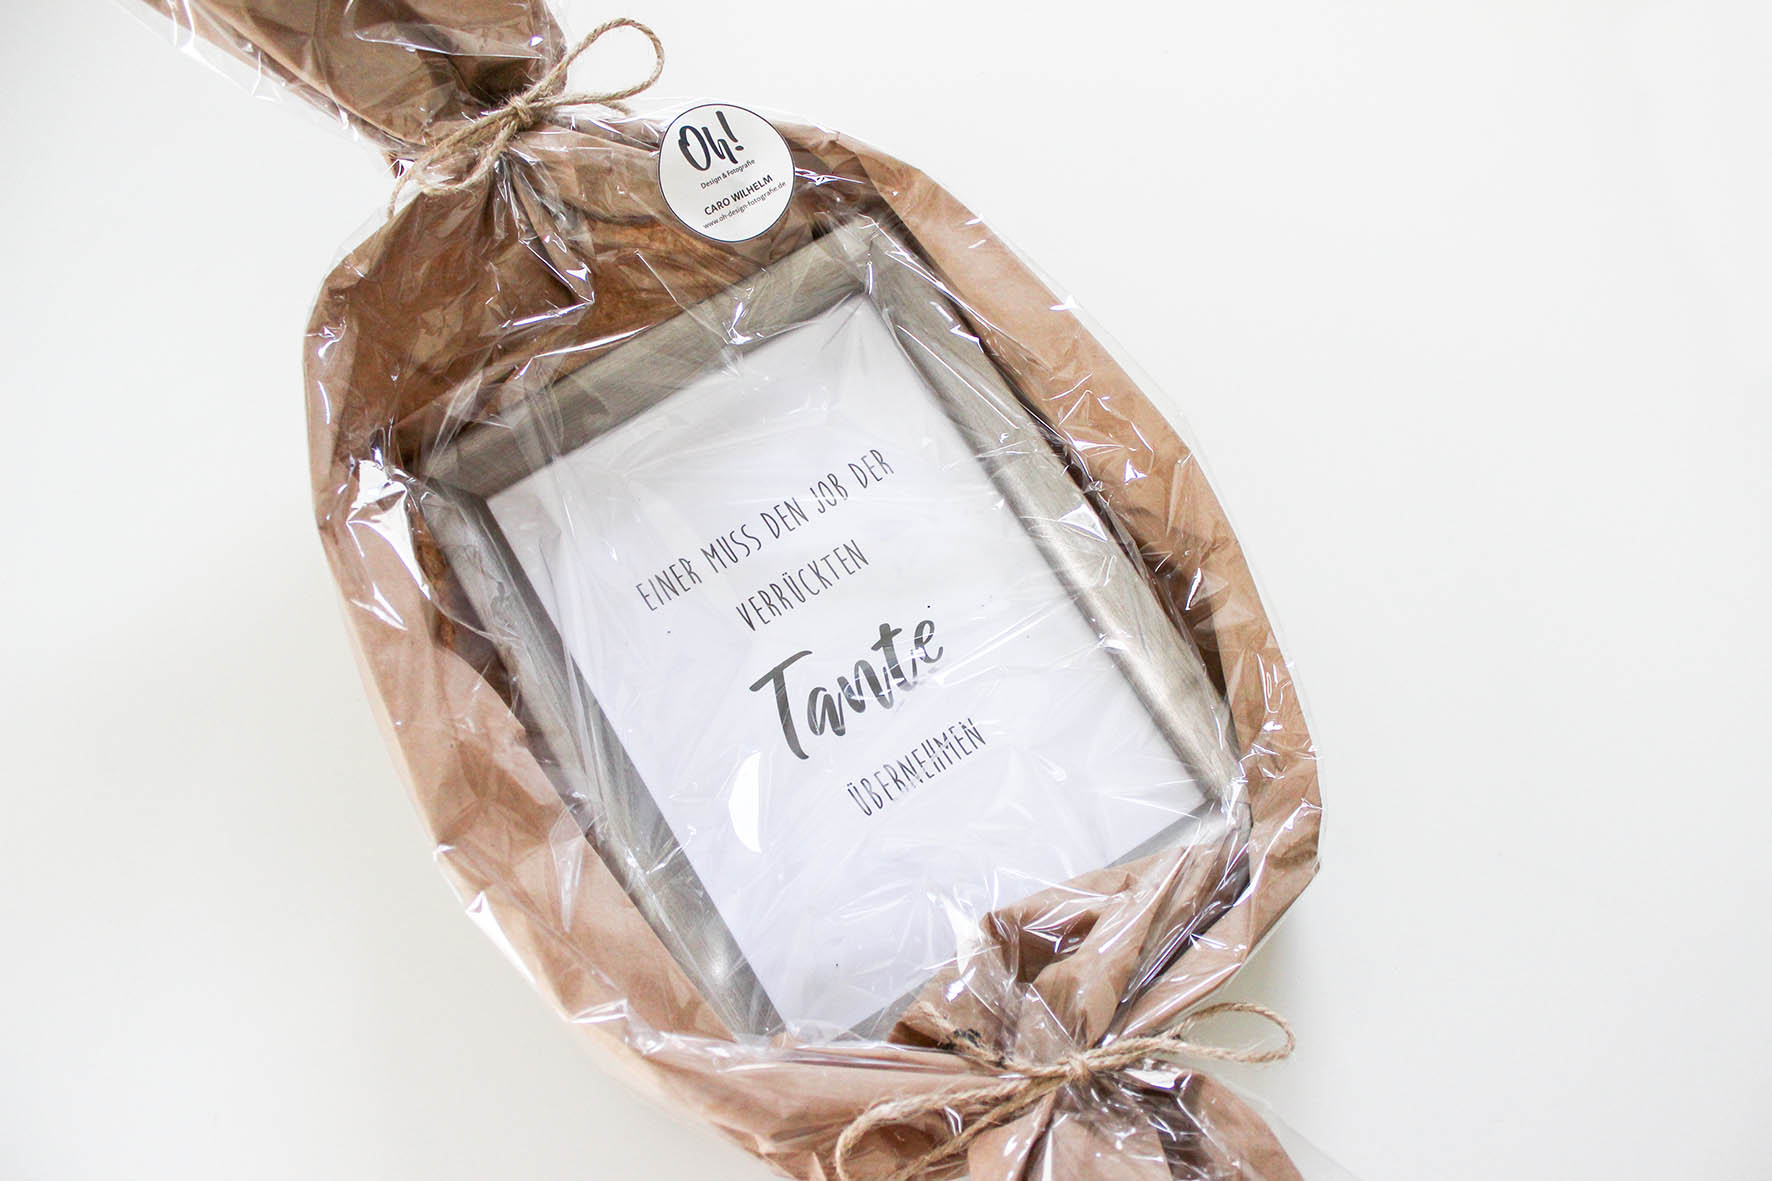 Oh!
Design & Fotografie
CARO WILHELM
www.oh-design-fotografie.de
EINER MUSS DEN JOB DER
VERRÜCKTEN
Tante
ÜBERNEHMEN